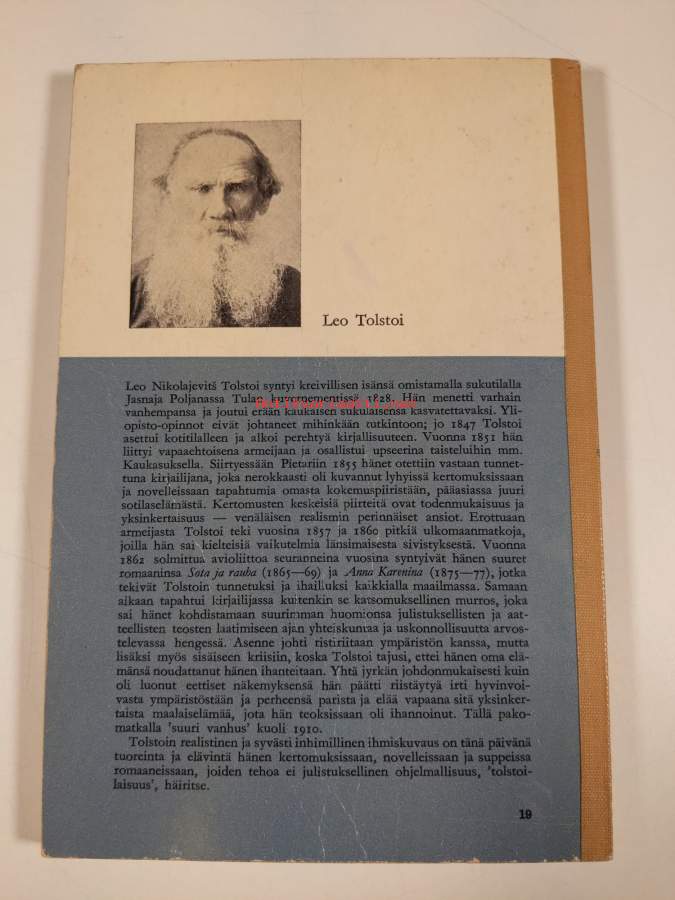 Leo Tolstoi
Leo Nikolajevitš Tolstoi syntyi kreivillisen isänsä omistamalla sukutilalla
Jasnaja Poljanassa Tulan kuvernementissä 1828. Hän menetti varhain
vanhempansa ja joutui erään kaukaisen sukulaisensa kasvatettavaksi. Yli-
opisto-opinnot eivät johtaneet mihinkään tutkintoon; jo 1847 Tolstoi
asettui kotitilalleen ja alkoi perehtyä kirjallisuuteen. Vuonna 1851 hän
liittyi vapaaehtoisena armeijaan ja osallistui upseerina taisteluihin mm.
Kaukasuksella. Siirtyessään Pietariin 1855 hänet otettiin vastaan tunnet-
tuna kirjailijana, joka nerokkaasti oli kuvannut lyhyissä kertomuksissaan
ja novelleissaan tapahtumia omasta kokemuspiiristään, pääasiassa juuri
sotilaselämästä. Kertomusten keskeisiä piirteitä ovat todenmukaisuus ja
yksinkertaisuus — venäläisen realismin perinnäiset ansiot. Erottuaan
armeijasta Tolstoi teki vuosina 1857 ja 1860 pitkiä ulkomaanmatkoja,
joilla hän sai kielteisiä vaikutelmia länsimaisesta sivistyksestä. Vuonna
1862 solmittua avioliittoa seuranneina vuosina syntyivät hänen suuret
romaaninsa Sota ja rauha (1865—69) ja Anna Karenina (1875—77), jotka
tekivät Tolstoin tunnetuksi ja ihailluksi kaikkialla maailmassa. Samaan
aikaan tapahtui kirjailijassa kuitenkin se katsomuksellinen murros, joka
sai hänet kohdistamaan suurimman huomionsa julistuksellisten ja aat-
teellisten teosten laatimiseen ajan yhteiskuntaa ja uskonnollisuutta arvos-
televassa hengessä. Asenne johti ristiriitaan ympäristön kanssa, mutta
lisäksi myös sisäiseen kriisiin, koska Tolstoi tajusi, ettei hänen oma elä-
mänsä noudattanut hänen ihanteitaan. Yhtä jyrkän johdonmukaisesti kuin
oli luonut eettiset näkemyksensä hän päätti riistäytyä irti hyvinvoi-
vasta ympäristöstään ja perheensä parista ja elää vapaana sitä yksinker-
taista maalaiselämää, jota hän teoksissaan oli ihannoinut. Tällä pako-
matkalla 'suuri vanhus' kuoli 1910.
Tolstoin realistinen ja syvästi inhimillinen ihmiskuvaus on tänä päivänä
tuoreinta ja elävintä hänen kertomuksissaan, novelleissaan ja suppeissa
romaaneissaan, joiden tehoa ei julistuksellinen ohjelmallisuus, 'tolstoi-
laisuus', häiritse.
19